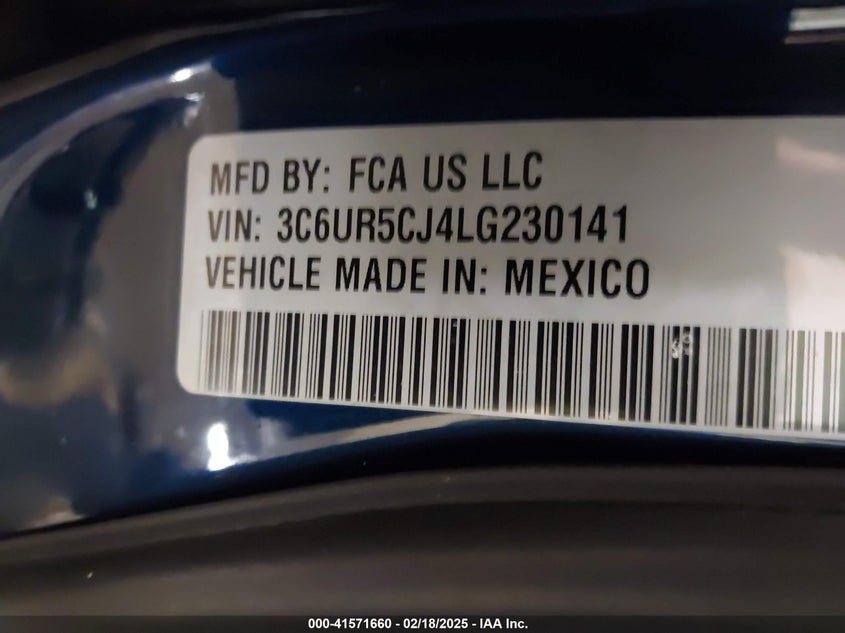 MFD BY: FCA US LLC
VIN: 3C6UR5CJ4LG230141
VEHICLE MADE IN: MEXICO
000-41571660 - 02/18/2025 - IAA Inc.